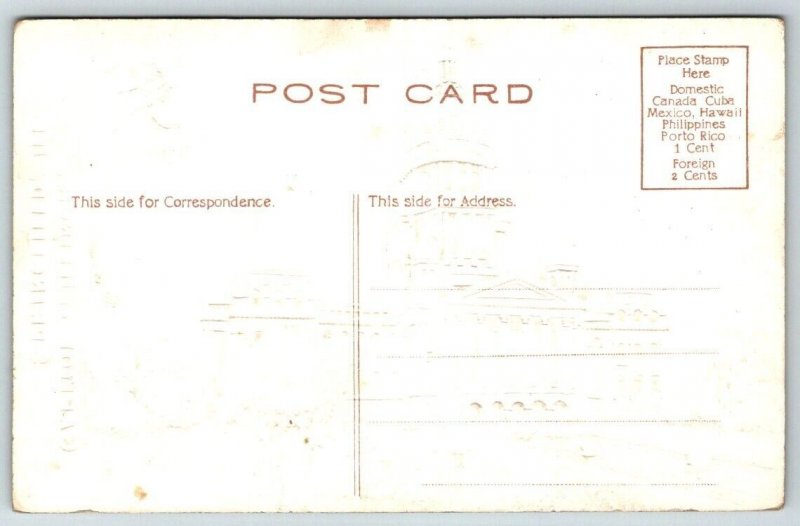 POST CARD
Place Stamp
Here
Domestic
Canada Cuba
Mexico, Hawaii
Philippines
Porto Rico
1 Cent
Foreign
2 Cents
This side for Correspondence.
This side for Address.